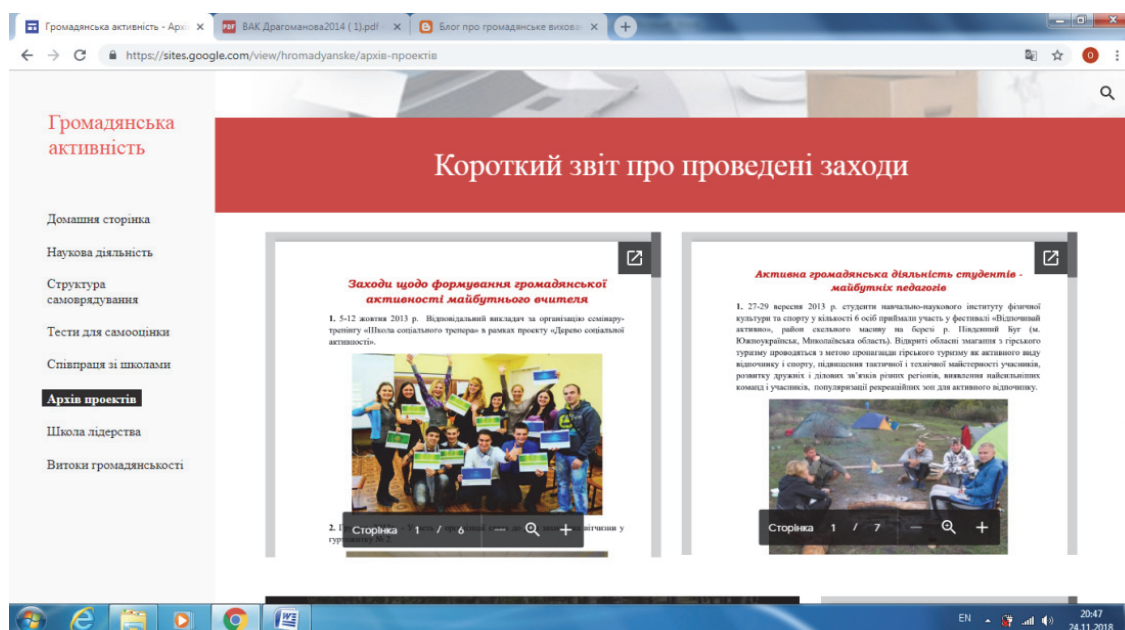 Громадянська активність - Архі
ВАК Драгоманова2014 ( 1).pdf
Блог про громадянське вихова
https://sites.google.com/view/hromadyanske/архів-проектів
Громадянська
активність
Домашня сторінка
Наукова діяльність
Структура
самоврядування
Тести для самооцінки
Співпраця зі школами
Архів проектів
Школа лідерства
Витоки громадянськості
Короткий звіт про проведені заходи
Заходи щодо формування громадянської
активності майбутнього вчителя
1. 5-12 жовтня 2013 р. Відповідальний викладач за організацію семінару-
тренінгу «Школа соціального тренера» в рамках проекту «Дерево соціальної
активності».
2.
вітчизни у
гуртожитку № 2
Сторінка 1 / 6
Активна громадянська діяльність студентів -
майбутніх педагогів
1. 27-29 вересня 2013 р. студенти навчально-наукового інституту фізичної
культури та спорту у кількості 6 осіб приймали участь у фестивалі «Відпочивай
активно», район скельного масиву на березі р. Південний Буг (м.
Южноукраїнськ, Миколаївська область). Відкриті обласні змагання з гірського
туризму проводяться з метою пропаганди гірського туризму як активного виду
відпочинку і спорту, підвищення тактичної і технічної майстерності учасників,
розвитку дружніх і ділових зв'язків різних регіонів, виявлення найсильніших
команд і учасників, популяризації рекреаційних зон для активного відпочинку.
Сторінка 1 / 7
EN
20:47
24.11.2018